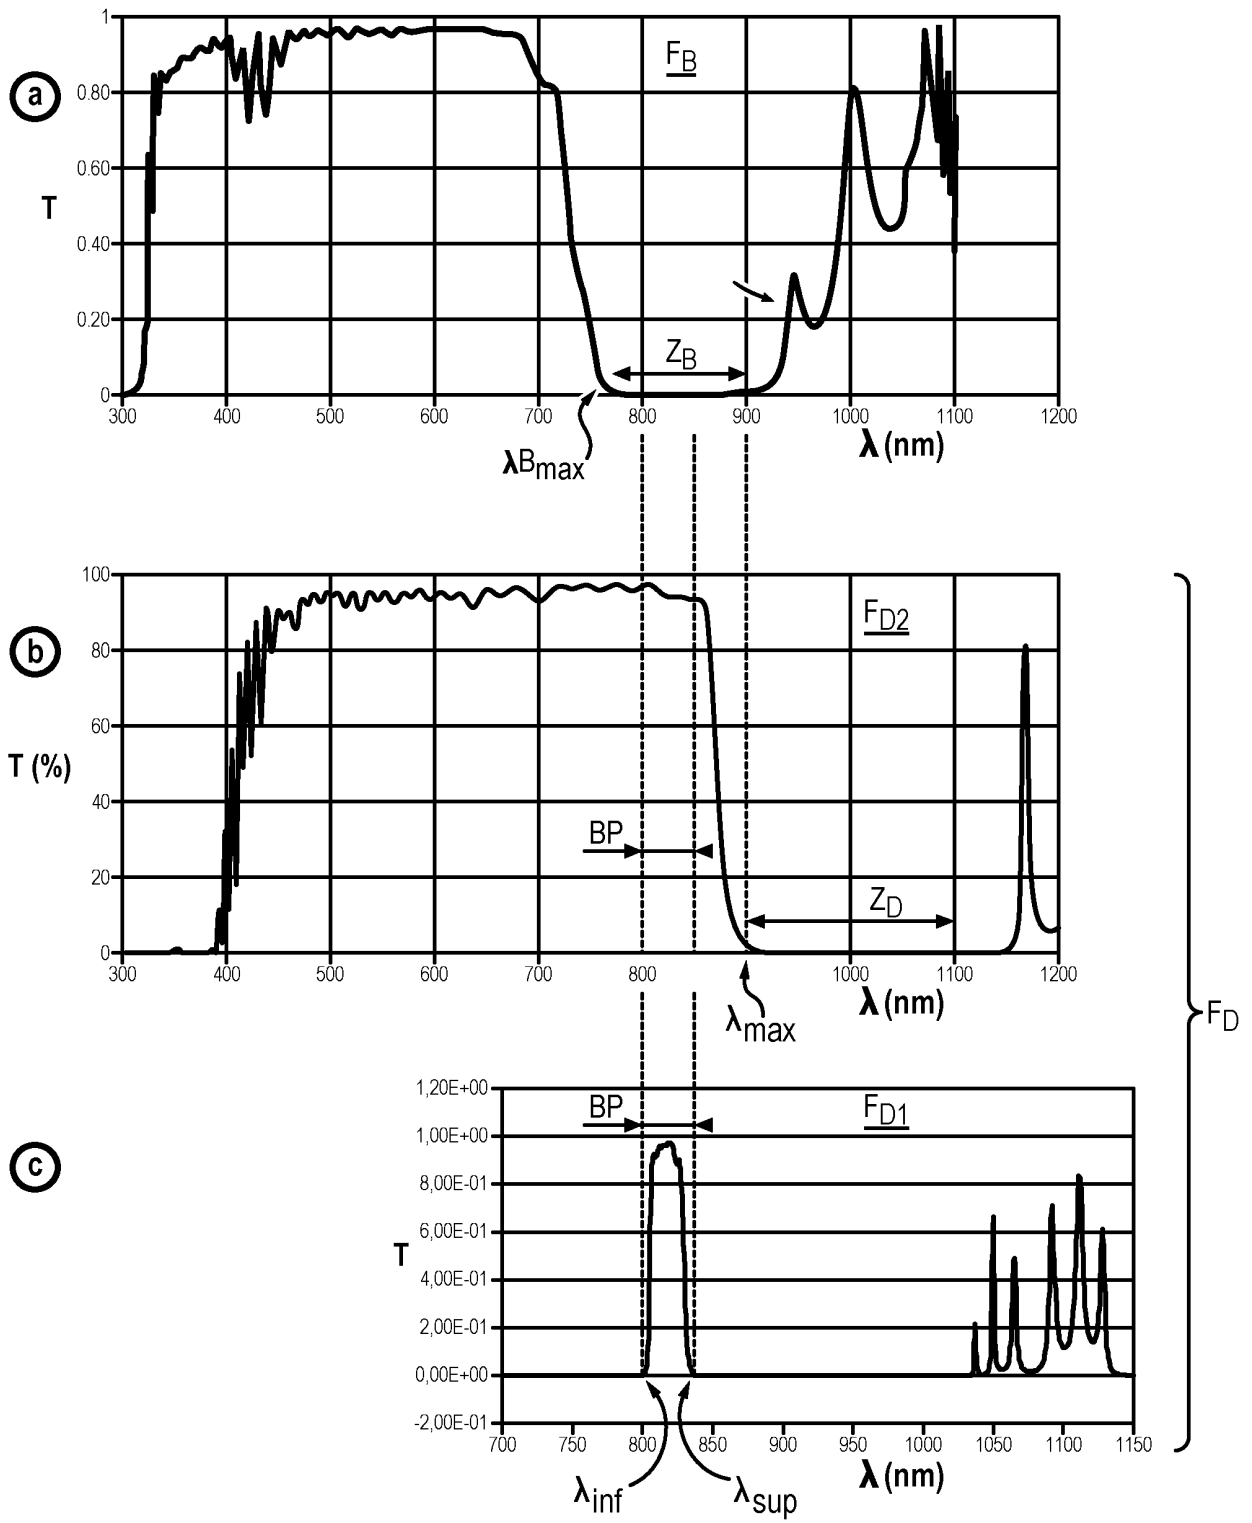 a
T
1
0.80
0.60
0.40
0.20
0
F_B
Z_B
300 400 500 600 700 800 900 1000 1100 1200
λ (nm)
λB_max
b
T (%)
100
80
60
40
20
0
F_D2
BP
Z_D
300 400 500 600 700 800 1000 1100 1200
λ (nm)
λ_max
F_D
c
T
1,20E+00
1,00E+00
8,00E-01
6,00E-01
4,00E-01
2,00E-01
0,00E+00
-2,00E-01
BP
F_D1
700 750 800 850 900 950 1000 1050 1100 1150
λ (nm)
λ_inf
λ_sup